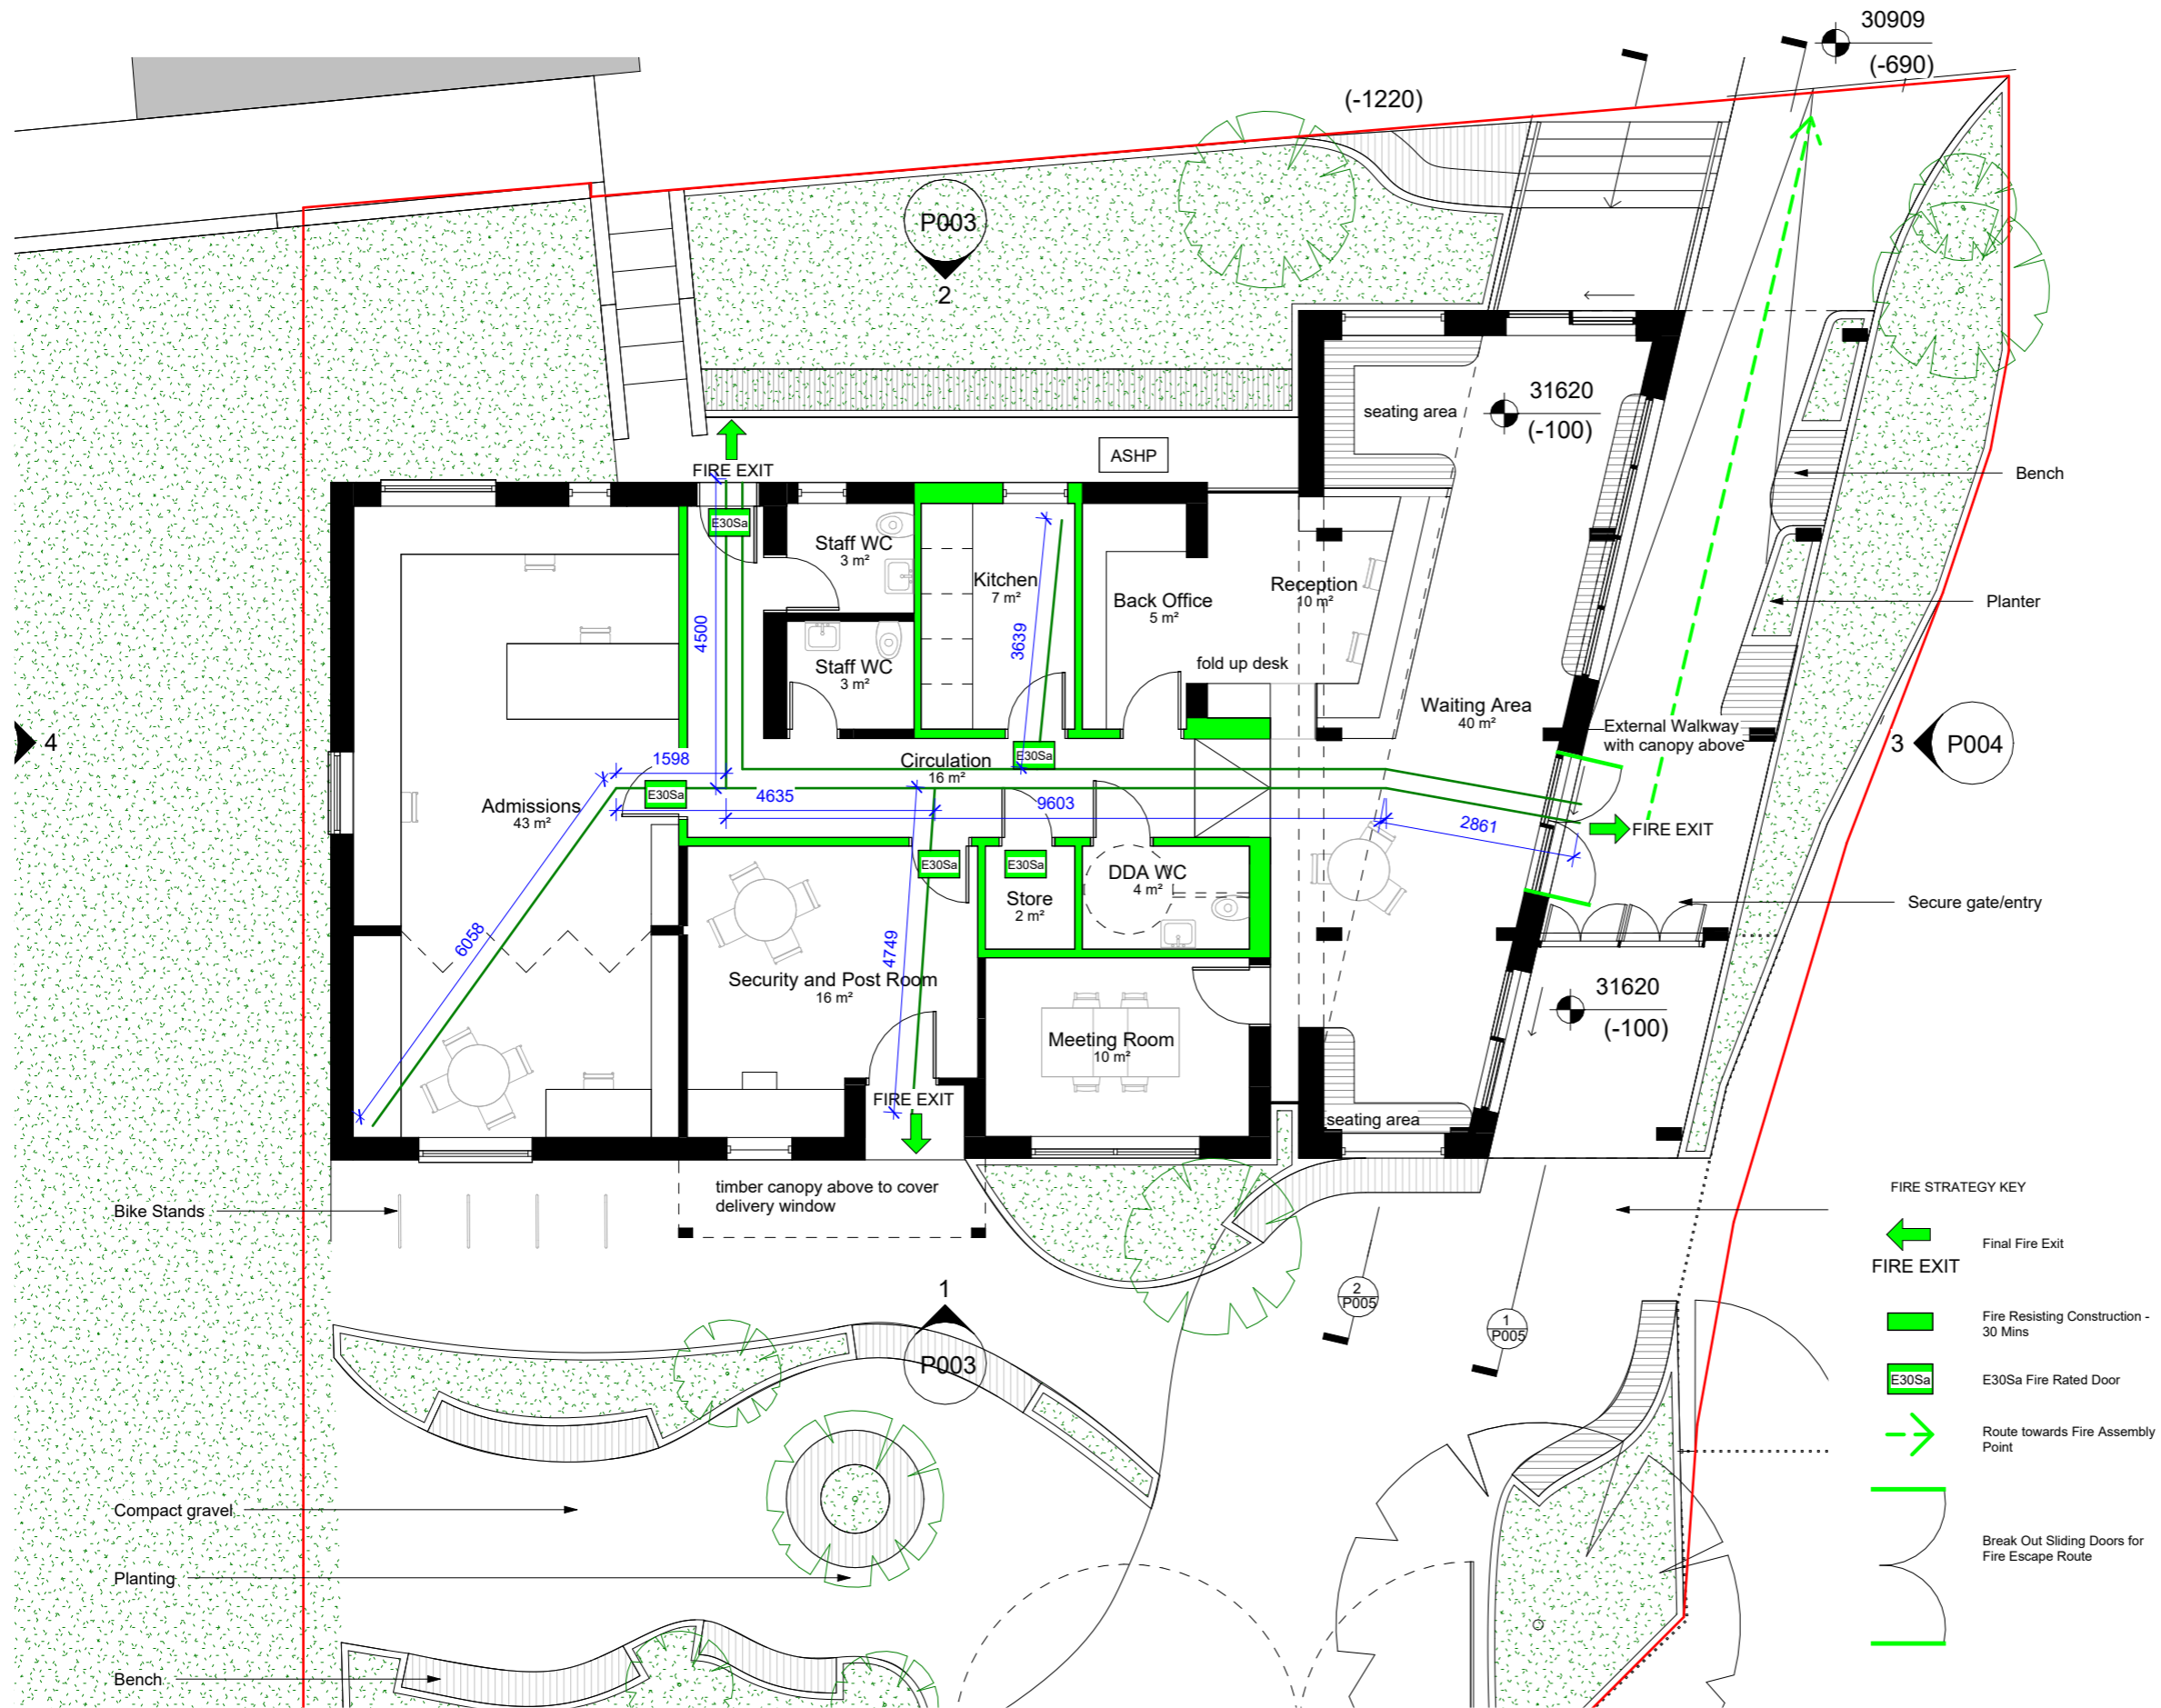 30909
(-690)
(-1220)
P003
2
31620
(-100)
seating area
Bench
FIRE EXIT
ASHP
E30Sa
Staff WC
3 m²
Kitchen
7 m²
Back Office
5 m²
Reception
10 m²
Planter
4500
3639
Staff WC
3 m²
fold up desk
Waiting Area
40 m²
External Walkway
with canopy above
3
P004
4
1598
Circulation
16 m²
E30Sa
E30Sa
Admissions
43 m²
4635
9603
2861
FIRE EXIT
E30Sa
E30Sa
DDA WC
4 m²
Store
2 m²
Secure gate/entry
6058
4749
Security and Post Room
16 m²
31620
(-100)
Meeting Room
10 m²
FIRE EXIT
seating area
timber canopy above to cover
delivery window
Bike Stands
FIRE STRATEGY KEY
Final Fire Exit
FIRE EXIT
1
P003
2
P005
1
P005
Fire Resisting Construction -
30 Mins
E30Sa
E30Sa Fire Rated Door
Route towards Fire Assembly
Point
Compact gravel
Break Out Sliding Doors for
Fire Escape Route
Planting
Bench